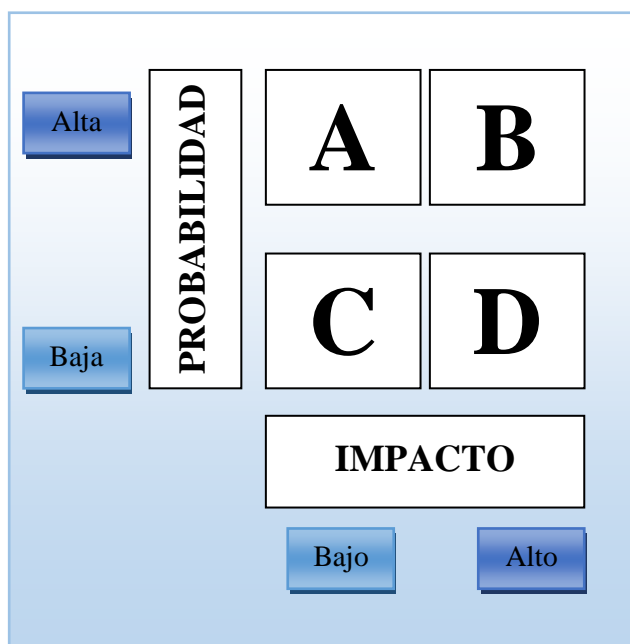 Alta
PROBABILIDAD
A
B
Baja
C
D
IMPACTO
Bajo
Alto